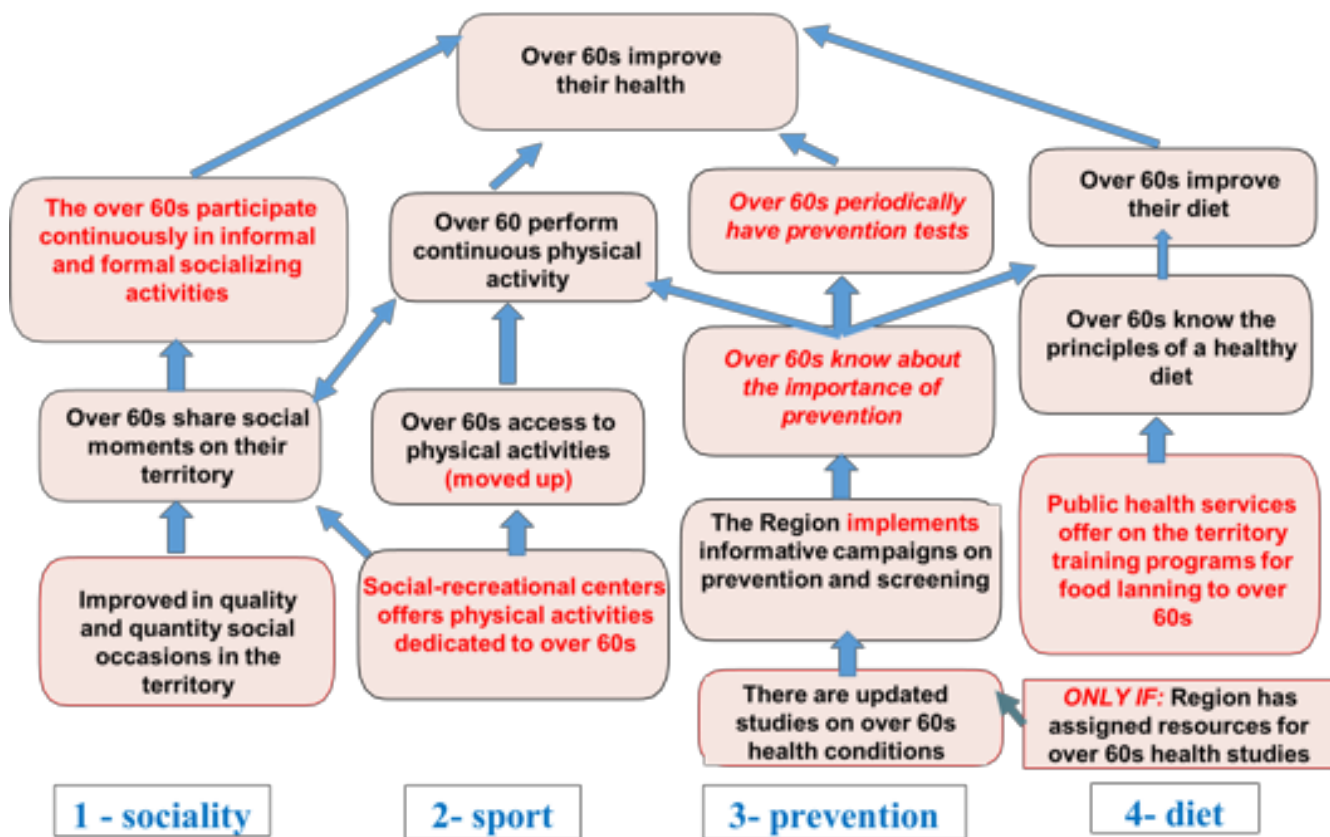 Over 60s improve
their health
The over 60s participate
continuously in informal
and formal socializing
activities
Over 60 perform
continuous physical
activity
Over 60s periodically
have prevention tests
Over 60s improve
their diet
Over 60s share social
moments on their
territory
Over 60s access to
physical activities
(moved up)
Over 60s know about
the importance of
prevention
Over 60s know the
principles of a healthy
diet
Improved in quality
and quantity social
occasions in the
territory
Social-recreational centers
offers physical activities
dedicated to over 60s
The Region implements
informative campaigns on
prevention and screening
Public health services
offer on the territory
training programs for
food lanning to over
60s
There are updated
studies on over 60s
health conditions
ONLY IF: Region has
assigned resources for
over 60s health studies
1 - sociality
2- sport
3- prevention
4- diet